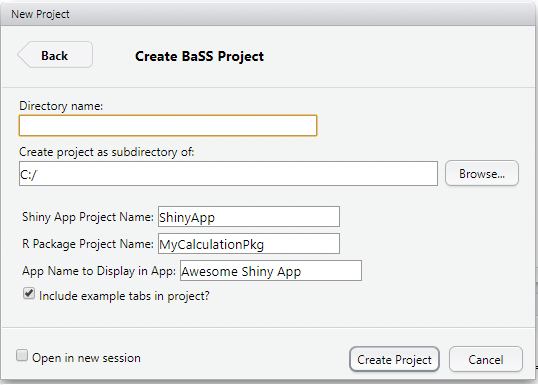 New Project
Back
Create BaSS Project
Directory name:
Create project as subdirectory of:
C:/
Browse...
Shiny App Project Name: ShinyApp
R Package Project Name: MyCalculationPkg
App Name to Display in App: Awesome Shiny App
Include example tabs in project?
Open in new session
Create Project
Cancel